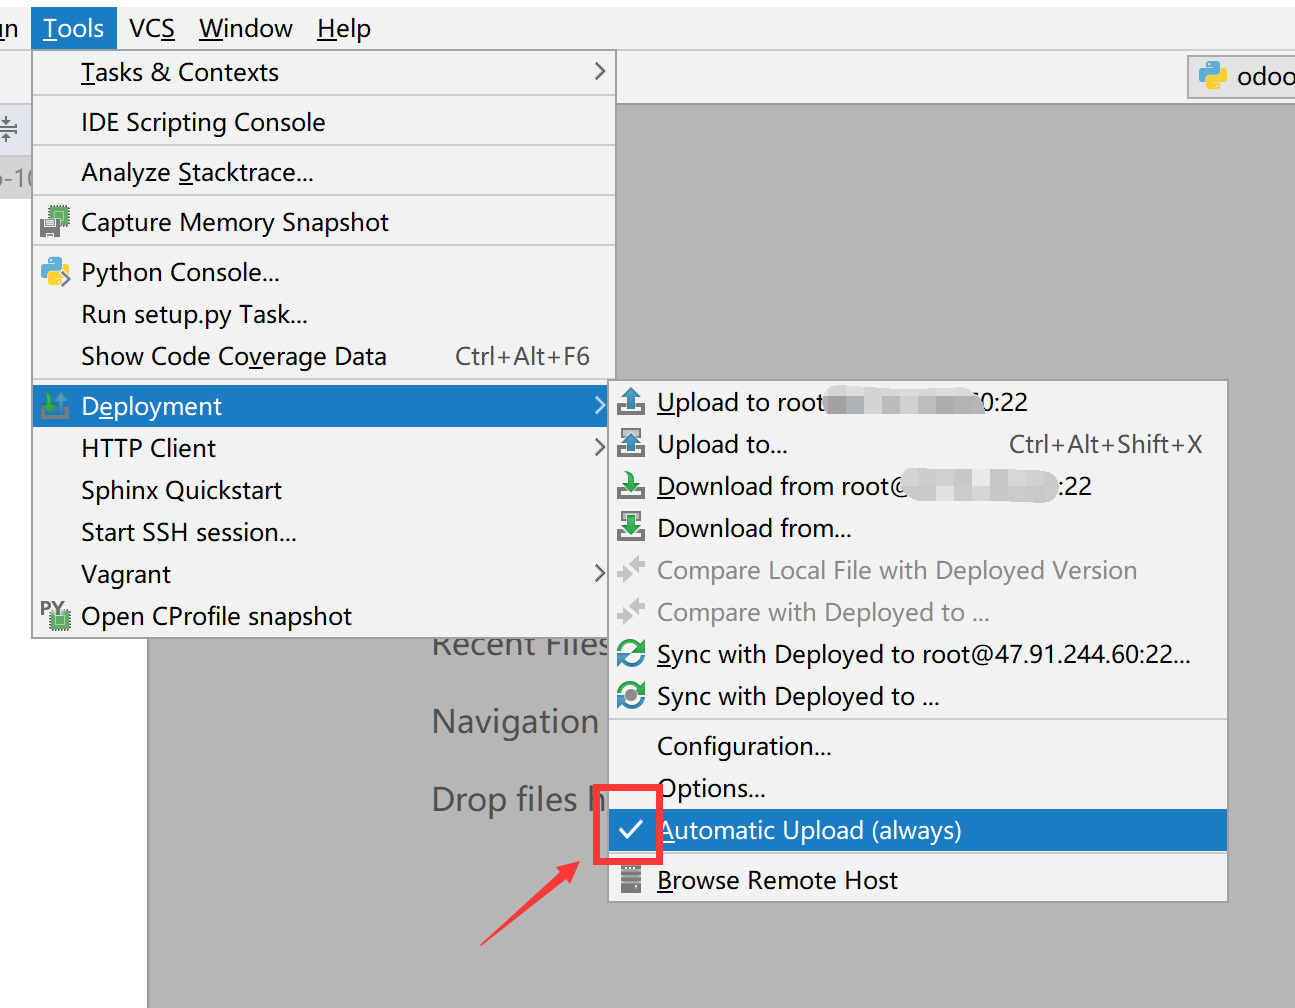 Tools VCS Window Help
odoo
Tasks & Contexts
IDE Scripting Console
Analyze Stacktrace...
Capture Memory Snapshot
Python Console...
Run setup.py Task...
Show Code Coverage Data Ctrl+Alt+F6
Deployment
HTTP Client
Sphinx Quickstart
Start SSH session...
Vagrant
PY Open CProfile snapshot
Upload to root 0:22
Upload to... Ctrl+Alt+Shift+X
Download from root@ :22
Download from...
Compare Local File with Deployed Version
Compare with Deployed to ...
Sync with Deployed to root@47.91.244.60:22...
Sync with Deployed to ...
Configuration...
Options...
Automatic Upload (always)
Browse Remote Host
Recent Files
Navigation
Drop files